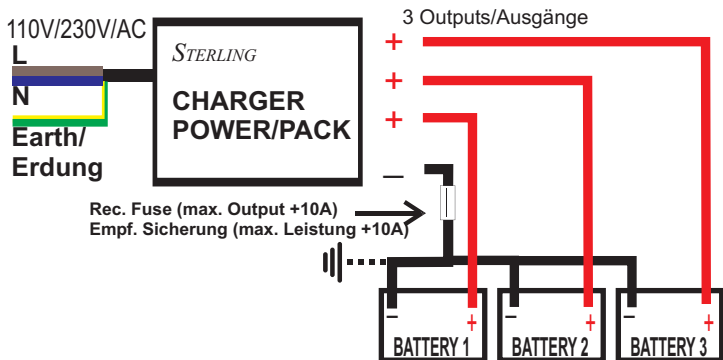 110V/230V/AC
L
N
Earth/
Erdung
STERLING
CHARGER
POWER/PACK
3 Outputs/Ausgänge
+
+
+
–
Rec. Fuse (max. Output +10A)
Empf. Sicherung (max. Leistung +10A)
– +
BATTERY 1
– +
BATTERY 2
– +
BATTERY 3